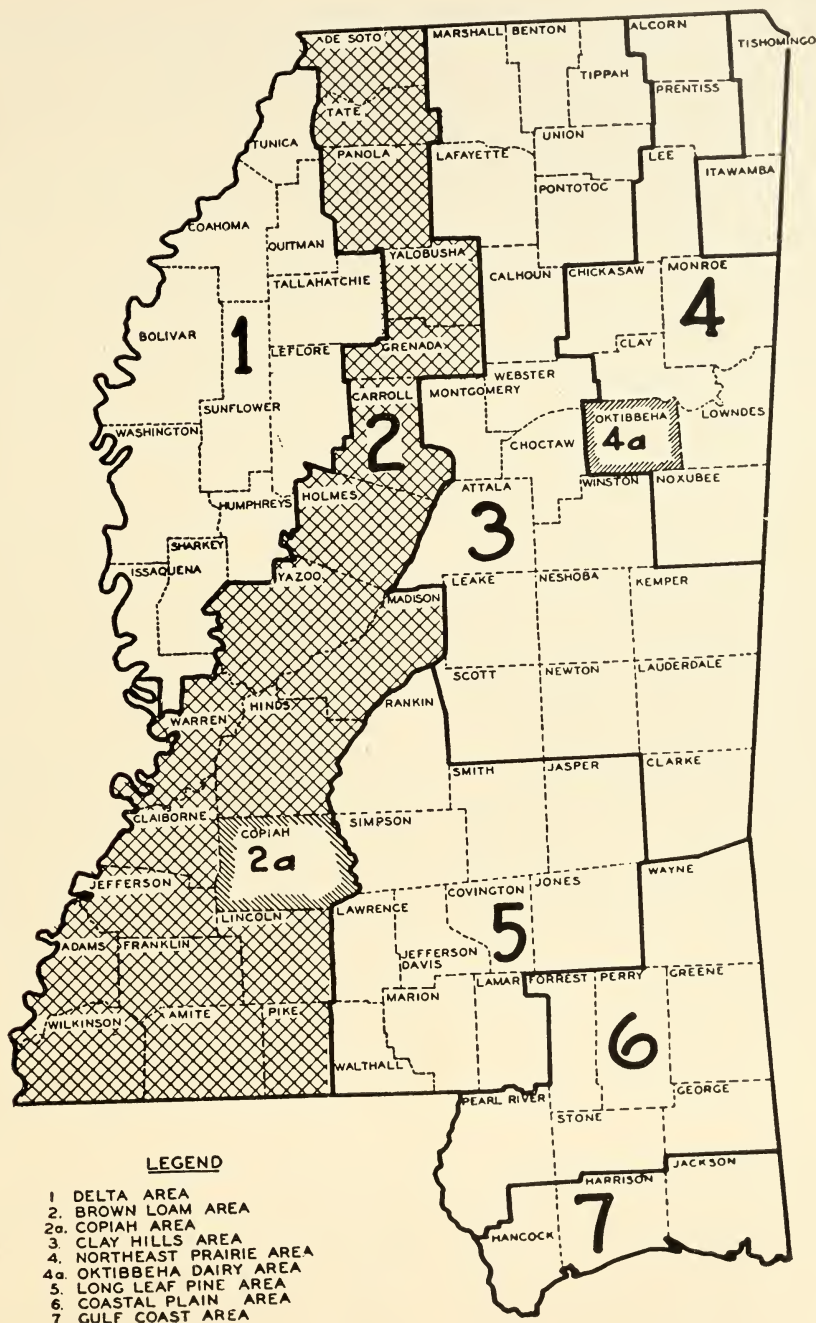 ADE SOTO
MARSHALL
BENTON
ALCORN
TISHOMINGO
TIPPAH
PRENTISS
TATE
TUNICA
UNION
PANOLA
LAFAYETTE
LEE
ITAWAMBA
PONTOTOC
COAHOMA
QUITMAN
YALOBUSHA
TALLAHATCHIE
CALHOUN
CHICKASAW
MONROE
4
BOLIVAR
1
LEFLORE
GRENADA
CLAY
WEBSTER
CARROLL
MONTGOMERY
SUNFLOWER
OKTIBBEHA
4a
LOWNDES
WASHINGTON
2
CHOCTAW
HUMPHREYS
HOLMES
ATTALA
WINSTON
NOXUBEE
3
SHARKEY
ISSAQUENA
YAZOO
LEAKE
NESHOBA
KEMPER
MADISON
SCOTT
NEWTON
LAUDERDALE
WARREN
HINDS
RANKIN
SMITH
JASPER
CLARKE
CLAIBORNE
COPIAH
2a
SIMPSON
JEFFERSON
COVINGTON
JONES
WAYNE
LINCOLN
LAWRENCE
5
ADAMS
FRANKLIN
JEFFERSON
DAVIS
LAMAR
FORREST
PERRY
GREENE
MARION
WILKINSON
AMITE
PIKE
6
WALTHALL
PEARL RIVER
GEORGE
STONE
JACKSON
HARRISON
7
HANCOCK
LEGEND
1 DELTA AREA
2. BROWN LOAM AREA
2a. COPIAH AREA
3. CLAY HILLS AREA
4. NORTHEAST PRAIRIE AREA
4a. OKTIBBEHA DAIRY AREA
5. LONG LEAF PINE AREA
6. COASTAL PLAIN AREA
7 GULF COAST AREA